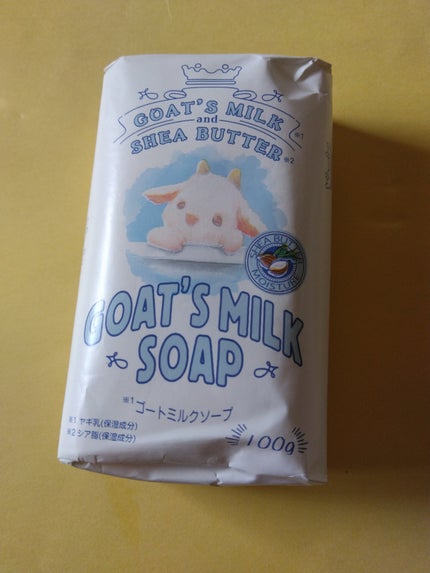 GOAT'S MILK ※1
and
SHEA BUTTER ※2
SHEA BUTTER
MOISTURE
GOAT'S MILK
SOAP
※1 ゴートミルクソープ
※1 ヤギ乳(保湿成分)
※2 シア脂(保湿成分)
100g